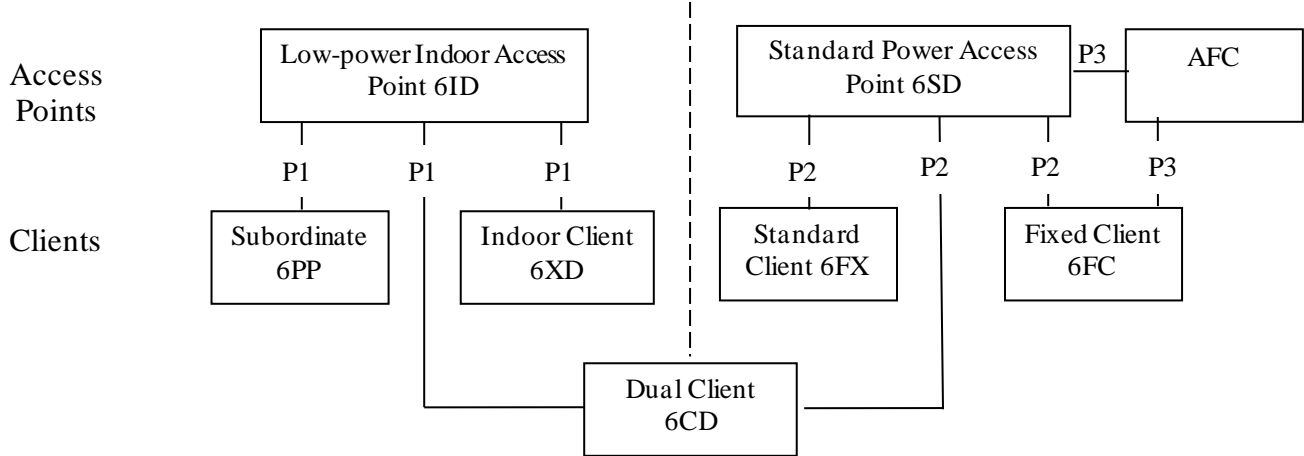 Access
Points
Low-power Indoor Access
Point 6ID
Standard Power Access
Point 6SD
P3
AFC
P1
P1
P1
P2
P2
P2
P3
Clients
Subordinate
6PP
Indoor Client
6XD
Standard
Client 6FX
Fixed Client
6FC
Dual Client
6CD